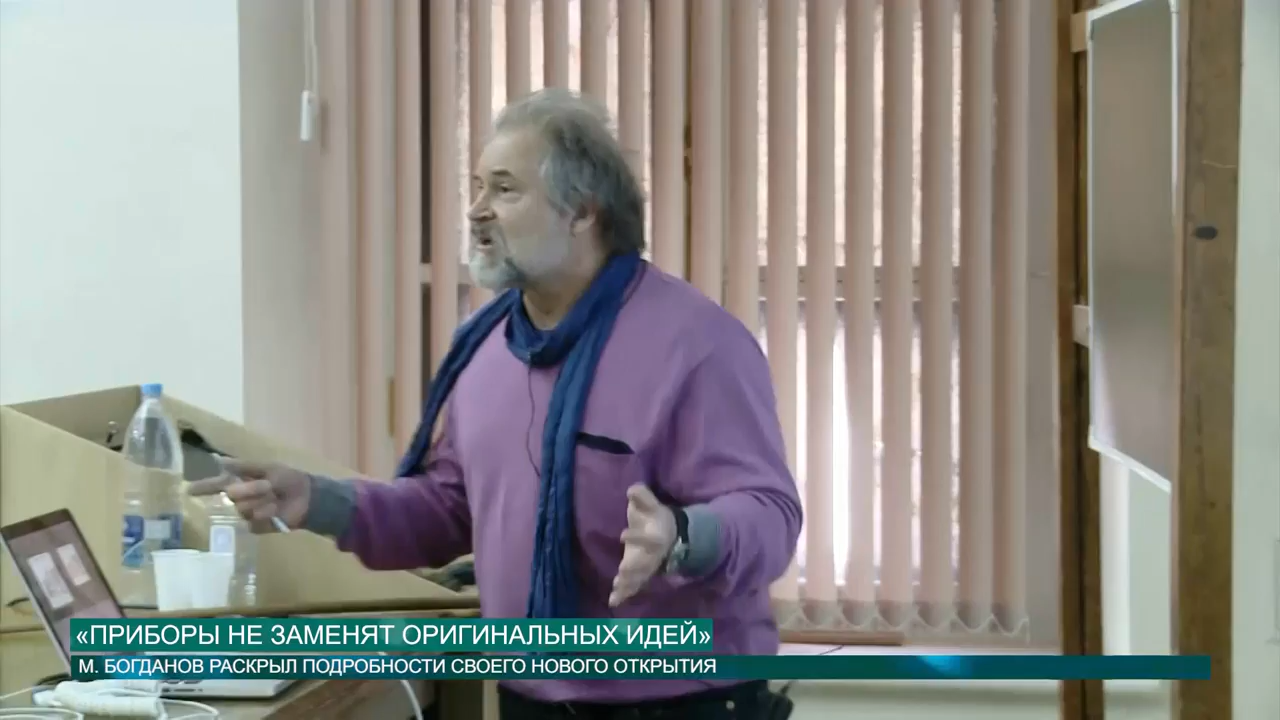 «ПРИБОРЫ НЕ ЗАМЕНЯТ ОРИГИНАЛЬНЫХ ИДЕЙ»
М. БОГДАНОВ РАСКРЫЛ ПОДРОБНОСТИ СВОЕГО НОВОГО ОТКРЫТИЯ